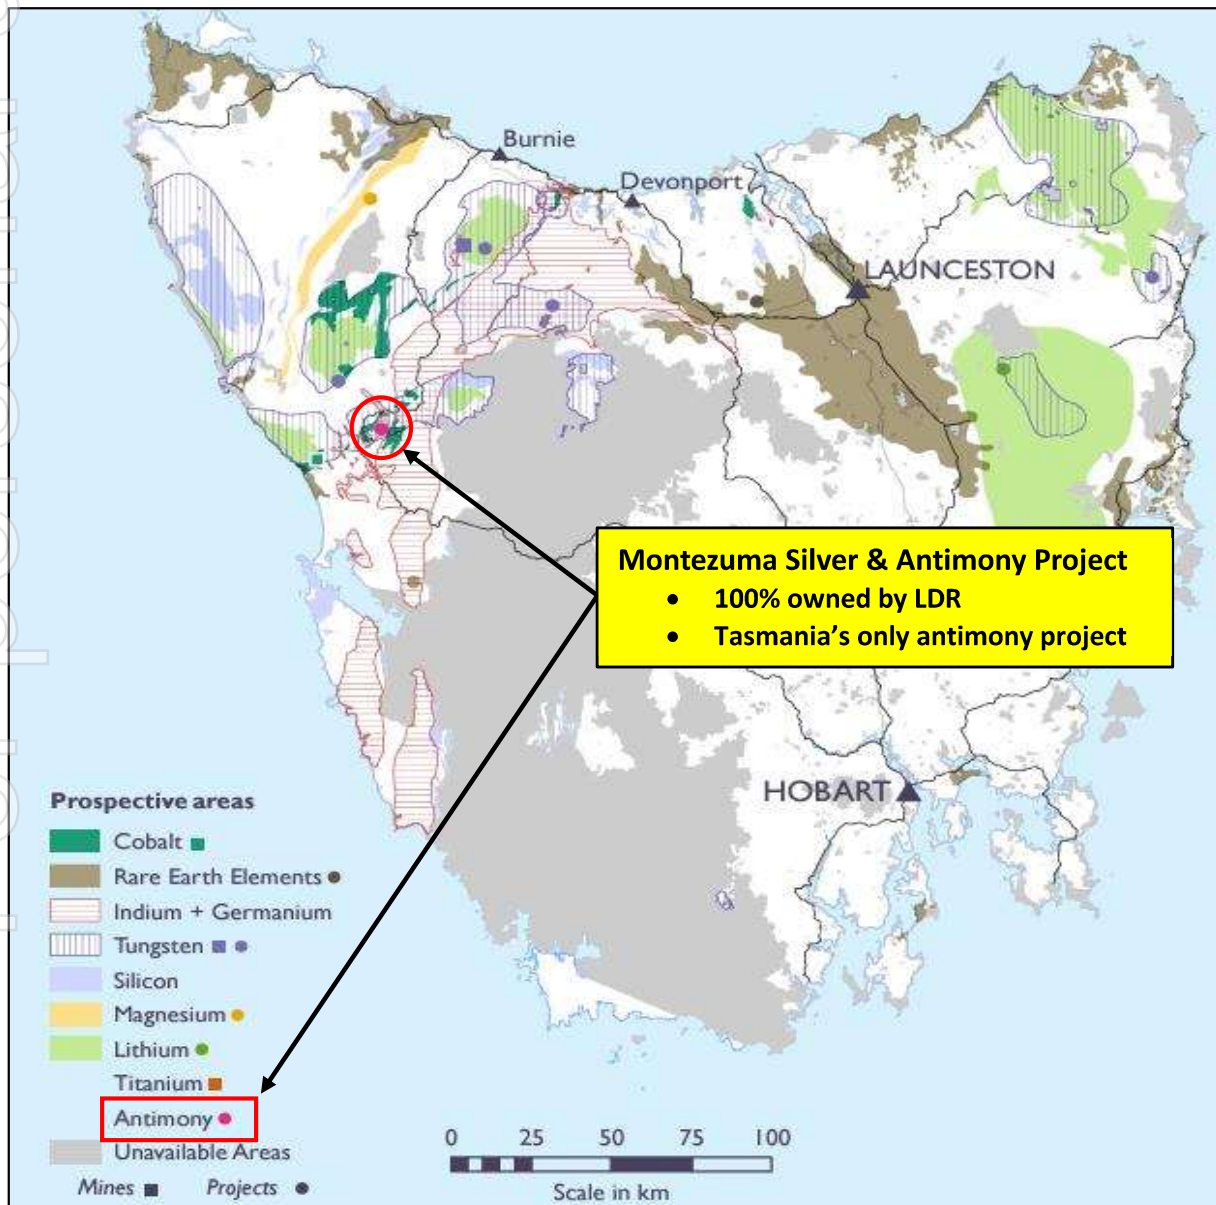 Burnie
Devonport
LAUNCESTON
Montezuma Silver & Antimony Project
• 100% owned by LDR
• Tasmania's only antimony project
HOBART
Prospective areas
Cobalt
Rare Earth Elements
Indium + Germanium
Tungsten
Silicon
Magnesium
Lithium
Titanium
Antimony
Unavailable Areas
Mines Projects
0 25 50 75 100
Scale in km